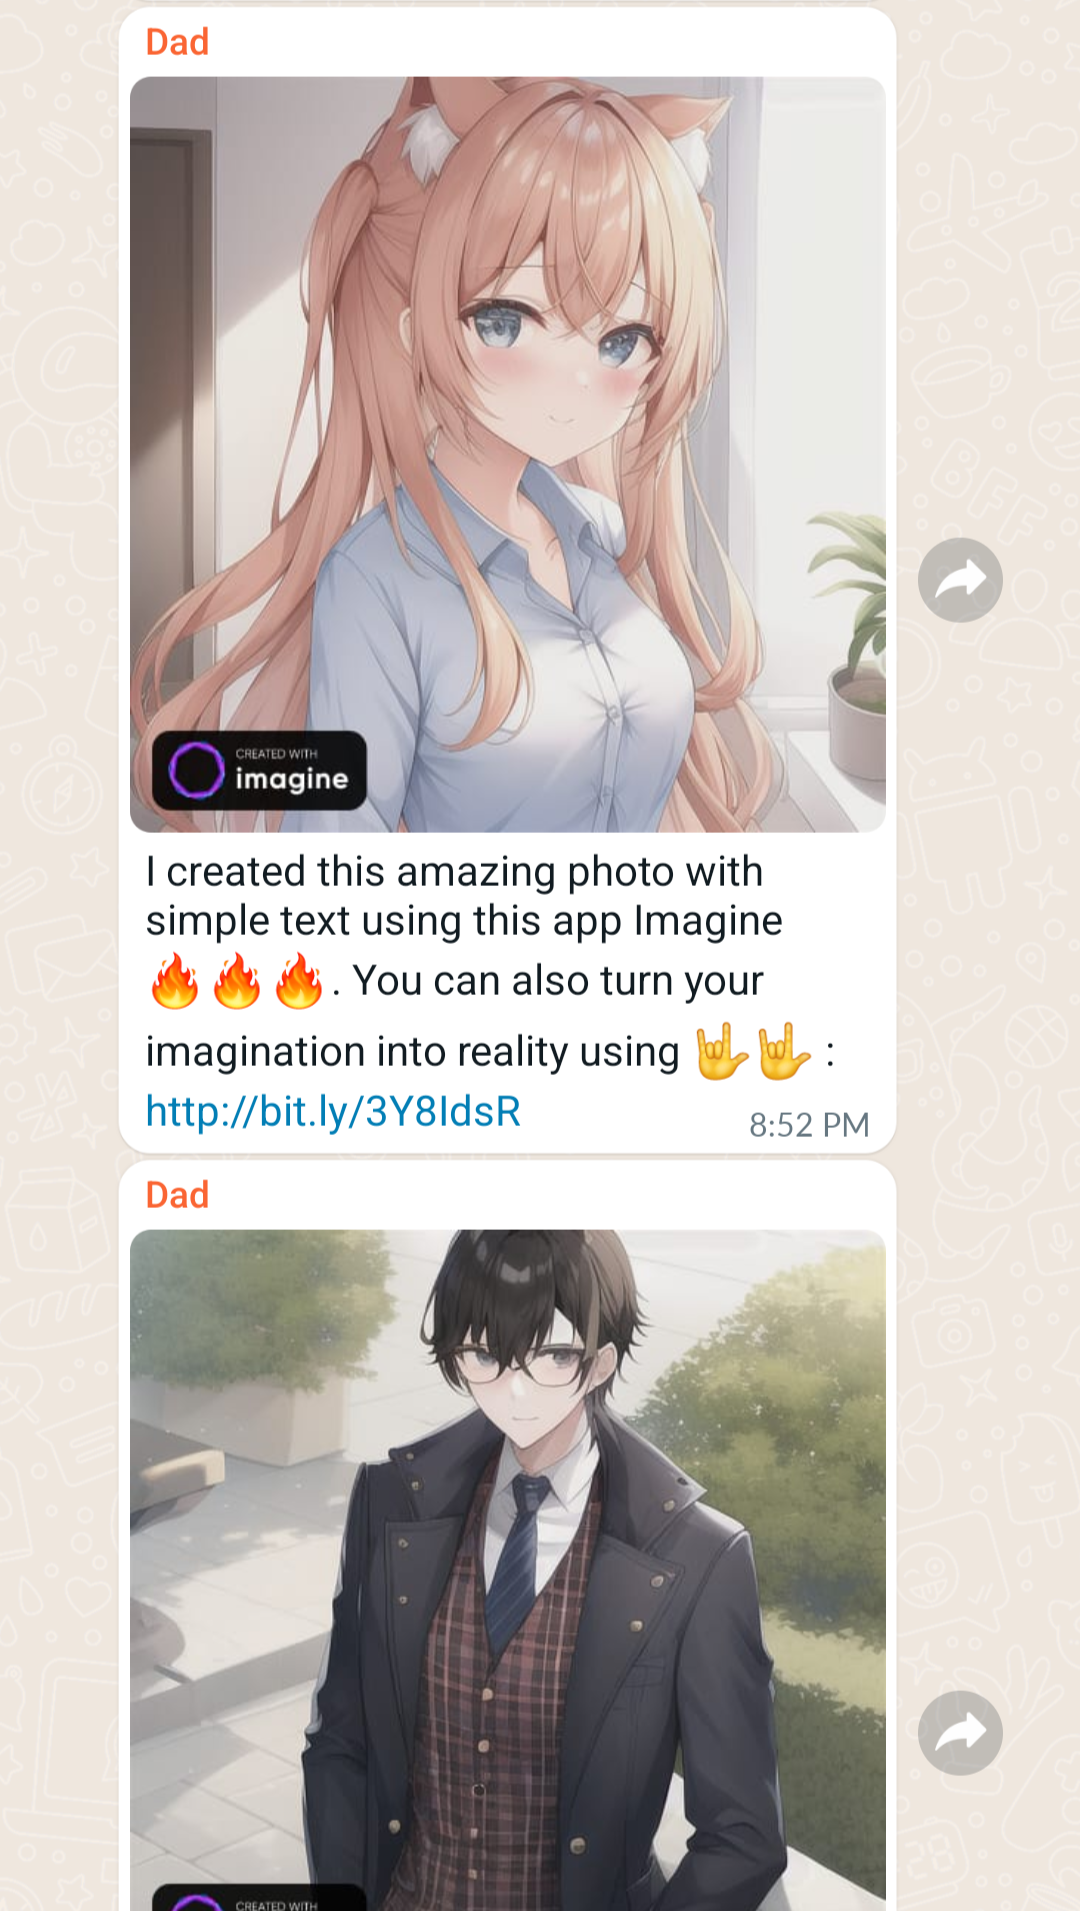 Dad
CREATED WITH
imagine
I created this amazing photo with
simple text using this app Imagine
🔥🔥🔥. You can also turn your
imagination into reality using 🤟🤟 :
http://bit.ly/3Y8IdsR
8:52 PM
Dad
CREATED WITH